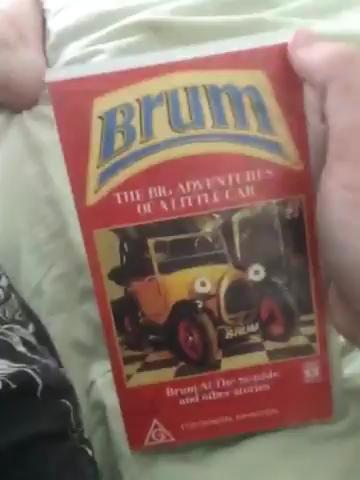 Brum
THE BIG ADVENTURES
OF A LITTLE CAR
BRUM
Brum At The Seaside
and other stories
G